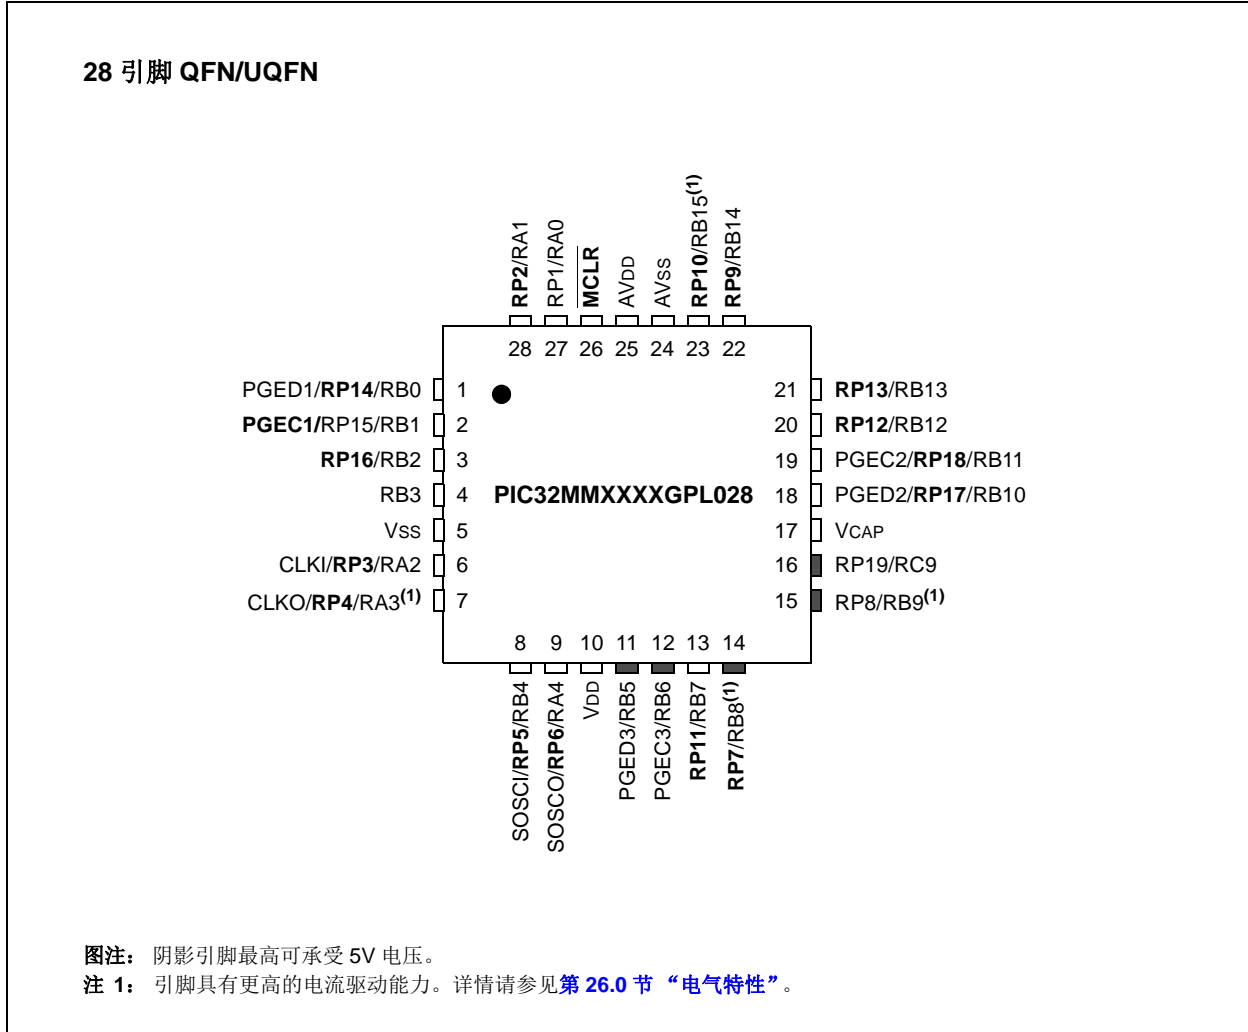 28 引脚 QFN/UQFN
RP2/RA1
RP1/RA0
MCLR
AVDD
AVSS
RP10/RB15(1)
RP9/RB14
28 27 26 25 24 23 22
PGED1/RP14/RB0 1
PGEC1/RP15/RB1 2
RP16/RB2 3
RB3 4
VSS 5
CLKI/RP3/RA2 6
CLKO/RP4/RA3(1) 7
PIC32MMXXXXGPL028
21 RP13/RB13
20 RP12/RB12
19 PGEC2/RP18/RB11
18 PGED2/RP17/RB10
17 VCAP
16 RP19/RC9
15 RP8/RB9(1)
8 9 10 11 12 13 14
SOSCI/RP5/RB4
SOSCO/RP6/RA4
VDD
PGED3/RB5
PGEC3/RB6
RP11/RB7
RP7/RB8(1)
图注： 阴影引脚最高可承受 5V 电压。
注 1： 引脚具有更高的电流驱动能力。详情请参见第 26.0 节 “电气特性”。